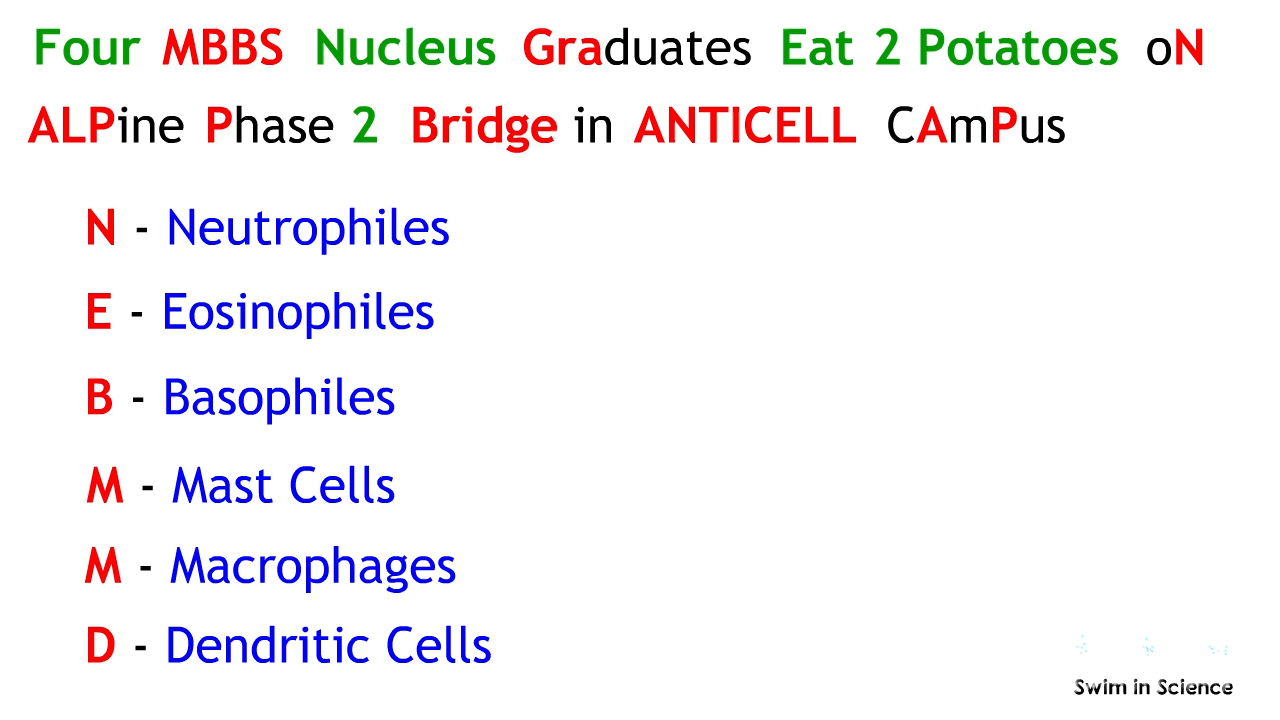 Four MBBS Nucleus Graduates Eat 2 Potatoes oN
ALPine Phase 2 Bridge in ANTICELL CAmPus
N - Neutrophiles
E - Eosinophiles
B - Basophiles
M - Mast Cells
M - Macrophages
D - Dendritic Cells
Swim in Science